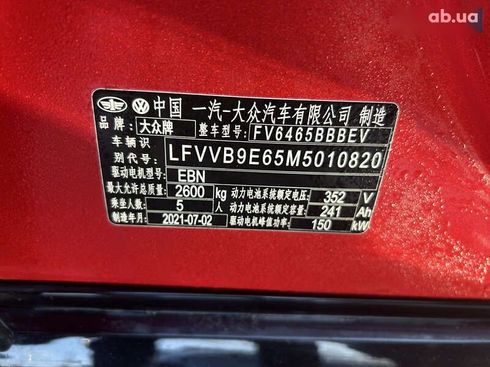 ab.ua
中国 一汽-大众汽车有限公司 制造
品牌: 大众牌 整车型号: FV6465BBBEV
车辆识别代号: LFVVB9E65M5010820
驱动电机型号: EBN
最大允许总质量: 2600 kg 动力电池系统额定电压: 352 V
乘坐人数: 5 人 动力电池系统额定容量: 241 Ah
制造年月: 2021-07-02 驱动电机峰值功率: 150 kW